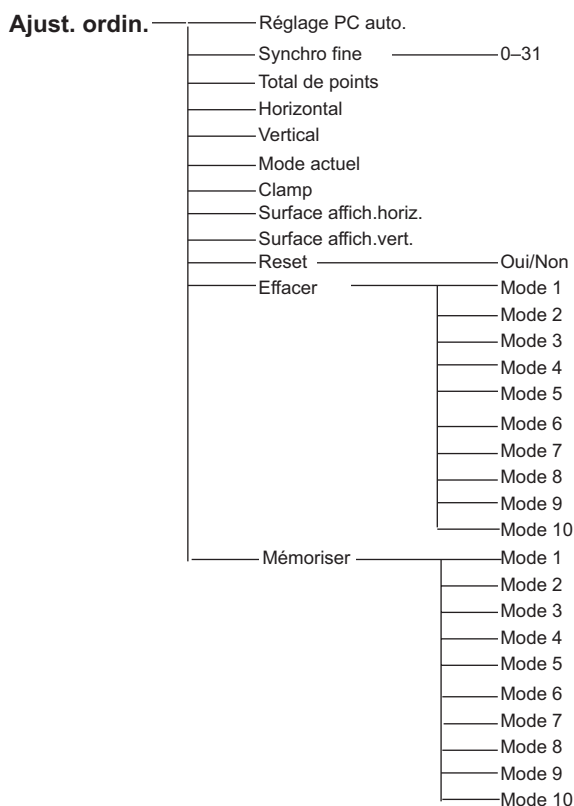 Ajust. ordin.
Réglage PC auto.
Synchro fine 0–31
Total de points
Horizontal
Vertical
Mode actuel
Clamp
Surface affich.horiz.
Surface affich.vert.
Reset Oui/Non
Effacer Mode 1
Mode 2
Mode 3
Mode 4
Mode 5
Mode 6
Mode 7
Mode 8
Mode 9
Mode 10
Mémoriser Mode 1
Mode 2
Mode 3
Mode 4
Mode 5
Mode 6
Mode 7
Mode 8
Mode 9
Mode 10